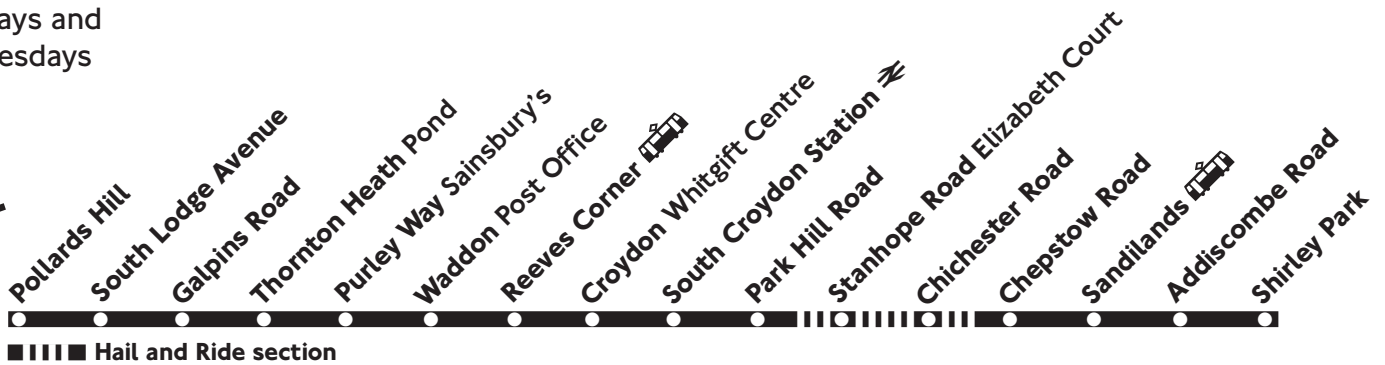 ays and
esdays
Pollards Hill
South Lodge Avenue
Galpins Road
Thornton Heath Pond
Purley Way Sainsbury's
Waddon Post Office
Reeves Corner
Croydon Whitgift Centre
South Croydon Station
Park Hill Road
Stanhope Road Elizabeth Court
Chichester Road
Chepstow Road
Sandilands
Addiscombe Road
Shirley Park
Hail and Ride section